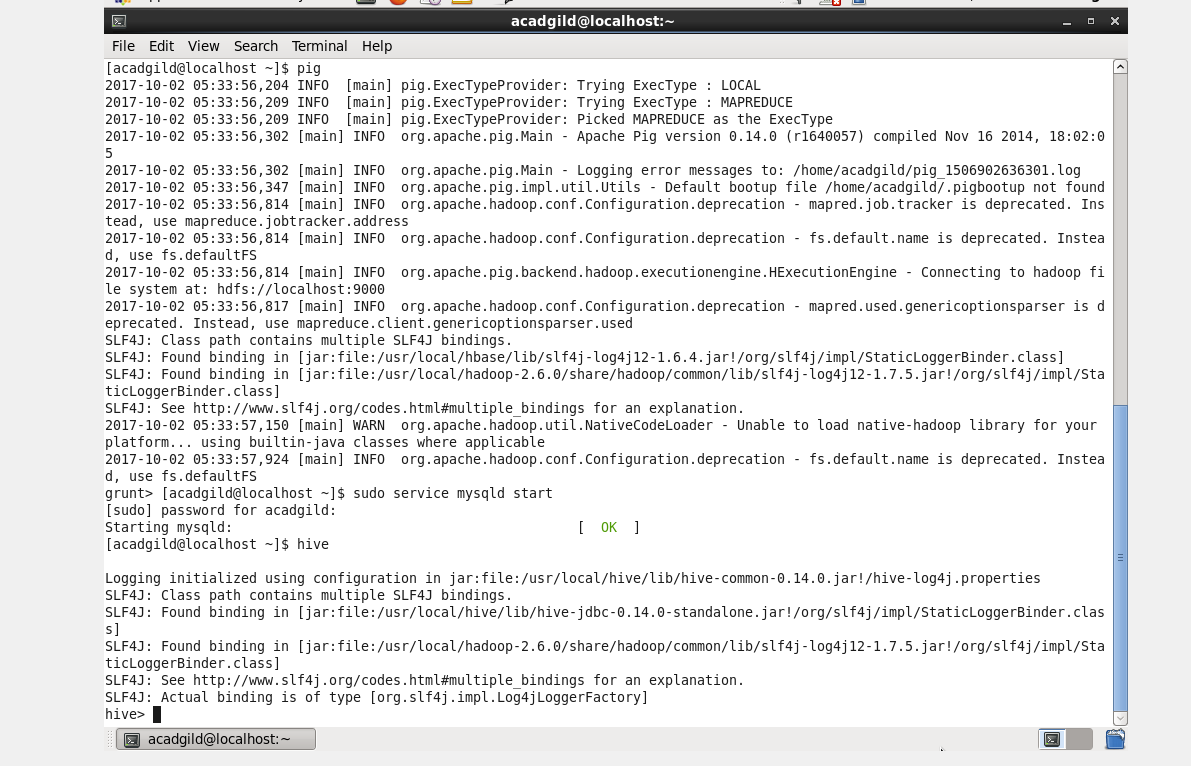 acadgild@localhost:~
File Edit View Search Terminal Help
[acadgild@localhost ~]$ pig
2017-10-02 05:33:56,204 INFO  [main] pig.ExecTypeProvider: Trying ExecType : LOCAL
2017-10-02 05:33:56,209 INFO  [main] pig.ExecTypeProvider: Trying ExecType : MAPREDUCE
2017-10-02 05:33:56,209 INFO  [main] pig.ExecTypeProvider: Picked MAPREDUCE as the ExecType
2017-10-02 05:33:56,302 [main] INFO  org.apache.pig.Main - Apache Pig version 0.14.0 (r1640057) compiled Nov 16 2014, 18:02:0
5
2017-10-02 05:33:56,302 [main] INFO  org.apache.pig.Main - Logging error messages to: /home/acadgild/pig_1506902636301.log
2017-10-02 05:33:56,347 [main] INFO  org.apache.pig.impl.util.Utils - Default bootup file /home/acadgild/.pigbootup not found
2017-10-02 05:33:56,814 [main] INFO  org.apache.hadoop.conf.Configuration.deprecation - mapred.job.tracker is deprecated. Ins
tead, use mapreduce.jobtracker.address
2017-10-02 05:33:56,814 [main] INFO  org.apache.hadoop.conf.Configuration.deprecation - fs.default.name is deprecated. Instea
d, use fs.defaultFS
2017-10-02 05:33:56,814 [main] INFO  org.apache.pig.backend.hadoop.executionengine.HExecutionEngine - Connecting to hadoop fi
le system at: hdfs://localhost:9000
2017-10-02 05:33:56,817 [main] INFO  org.apache.hadoop.conf.Configuration.deprecation - mapred.used.genericoptionsparser is d
eprecated. Instead, use mapreduce.client.genericoptionsparser.used
SLF4J: Class path contains multiple SLF4J bindings.
SLF4J: Found binding in [jar:file:/usr/local/hbase/lib/slf4j-log4j12-1.6.4.jar!/org/slf4j/impl/StaticLoggerBinder.class]
SLF4J: Found binding in [jar:file:/usr/local/hadoop-2.6.0/share/hadoop/common/lib/slf4j-log4j12-1.7.5.jar!/org/slf4j/impl/Sta
ticLoggerBinder.class]
SLF4J: See http://www.slf4j.org/codes.html#multiple_bindings for an explanation.
2017-10-02 05:33:57,150 [main] WARN  org.apache.hadoop.util.NativeCodeLoader - Unable to load native-hadoop library for your
platform... using builtin-java classes where applicable
2017-10-02 05:33:57,924 [main] INFO  org.apache.hadoop.conf.Configuration.deprecation - fs.default.name is deprecated. Instea
d, use fs.defaultFS
grunt> [acadgild@localhost ~]$ sudo service mysqld start
[sudo] password for acadgild:
Starting mysqld:                                           [  OK  ]
[acadgild@localhost ~]$ hive
Logging initialized using configuration in jar:file:/usr/local/hive/lib/hive-common-0.14.0.jar!/hive-log4j.properties
SLF4J: Class path contains multiple SLF4J bindings.
SLF4J: Found binding in [jar:file:/usr/local/hive/lib/hive-jdbc-0.14.0-standalone.jar!/org/slf4j/impl/StaticLoggerBinder.clas
s]
SLF4J: Found binding in [jar:file:/usr/local/hadoop-2.6.0/share/hadoop/common/lib/slf4j-log4j12-1.7.5.jar!/org/slf4j/impl/Sta
ticLoggerBinder.class]
SLF4J: See http://www.slf4j.org/codes.html#multiple_bindings for an explanation.
SLF4J: Actual binding is of type [org.slf4j.impl.Log4jLoggerFactory]
hive>
acadgild@localhost:~